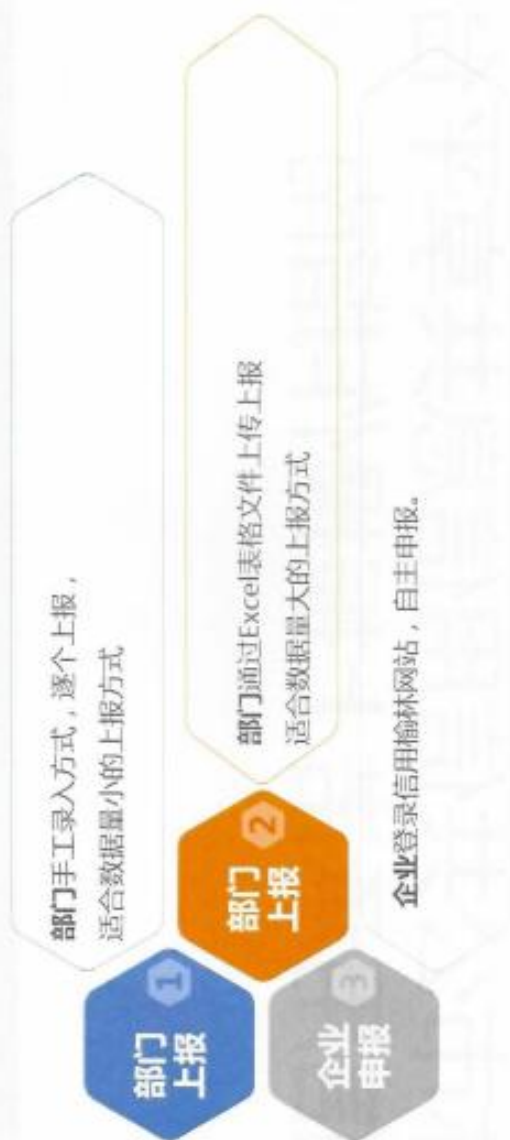 部门
上报
1
部门手工录入方式，逐个上报，
适合数据量小的上报方式
部门
上报
2
部门通过Excel表格文件上传上报
适合数据量大的上报方式
企业
申报
3
企业登录信用榆林网站，自主申报。